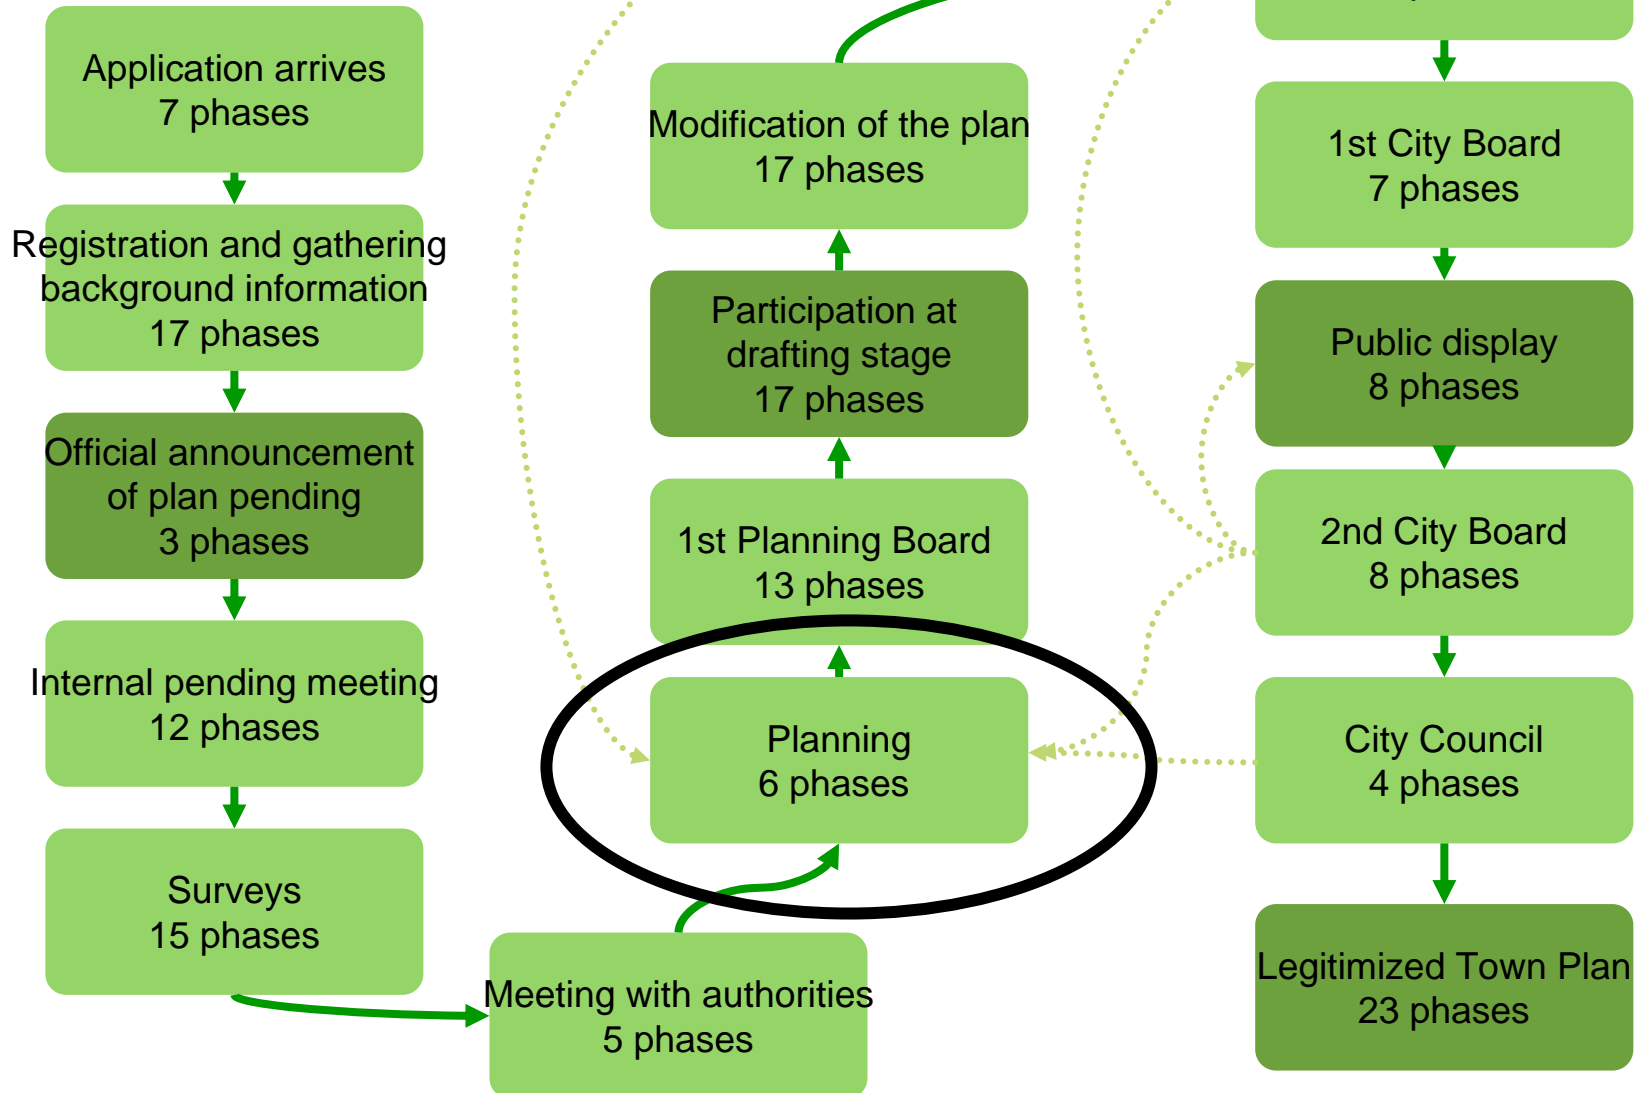 Application arrives
7 phases
Registration and gathering
background information
17 phases
Official announcement
of plan pending
3 phases
Internal pending meeting
12 phases
Surveys
15 phases
Meeting with authorities
5 phases
Planning
6 phases
1st Planning Board
13 phases
Participation at
drafting stage
17 phases
Modification of the plan
17 phases
1st City Board
7 phases
Public display
8 phases
2nd City Board
8 phases
City Council
4 phases
Legitimized Town Plan
23 phases